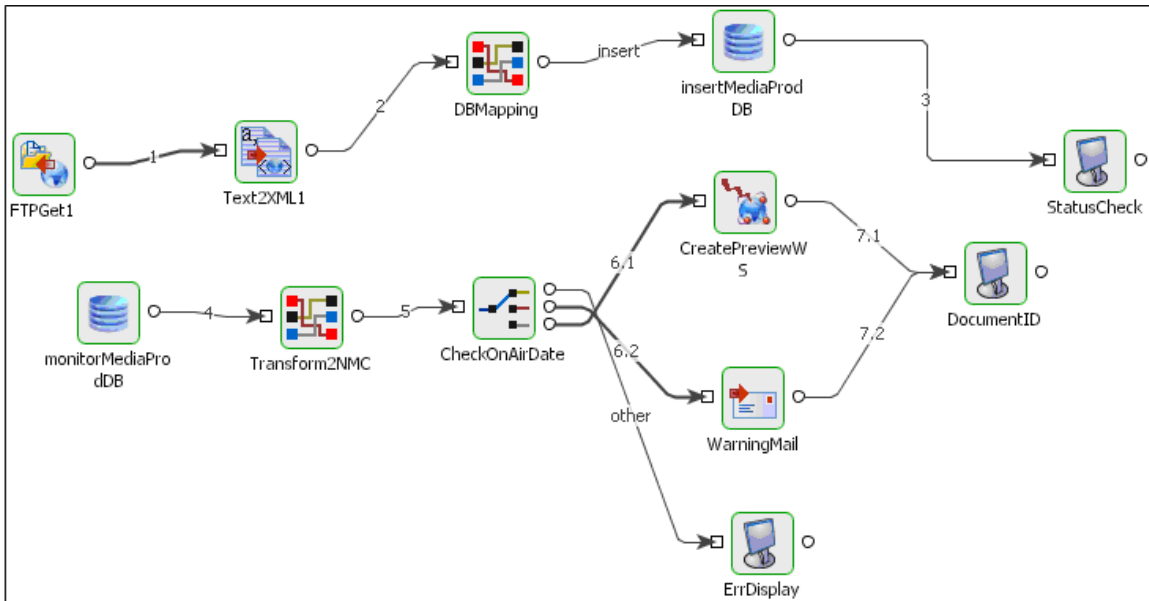 insert
DBMapping
insertMediaProd
DB
2
3
1
FTPGet1
a,
Text2XML1
StatusCheck
CreatePreviewW
S
6.1
7.1
4
5
monitorMediaPro
dDB
Transform2NMC
CheckOnAirDate
DocumentID
6.2
7.2
other
WarningMail
ErrDisplay